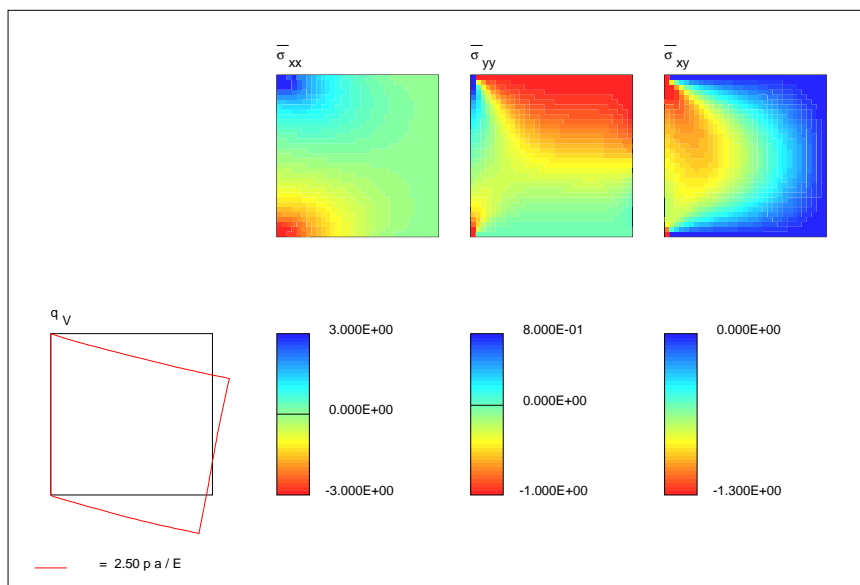 σ xx
σ yy
σ xy
q V
3.000E+00
0.000E+00
-3.000E+00
8.000E-01
0.000E+00
-1.000E+00
0.000E+00
-1.300E+00
= 2.50 p a / E